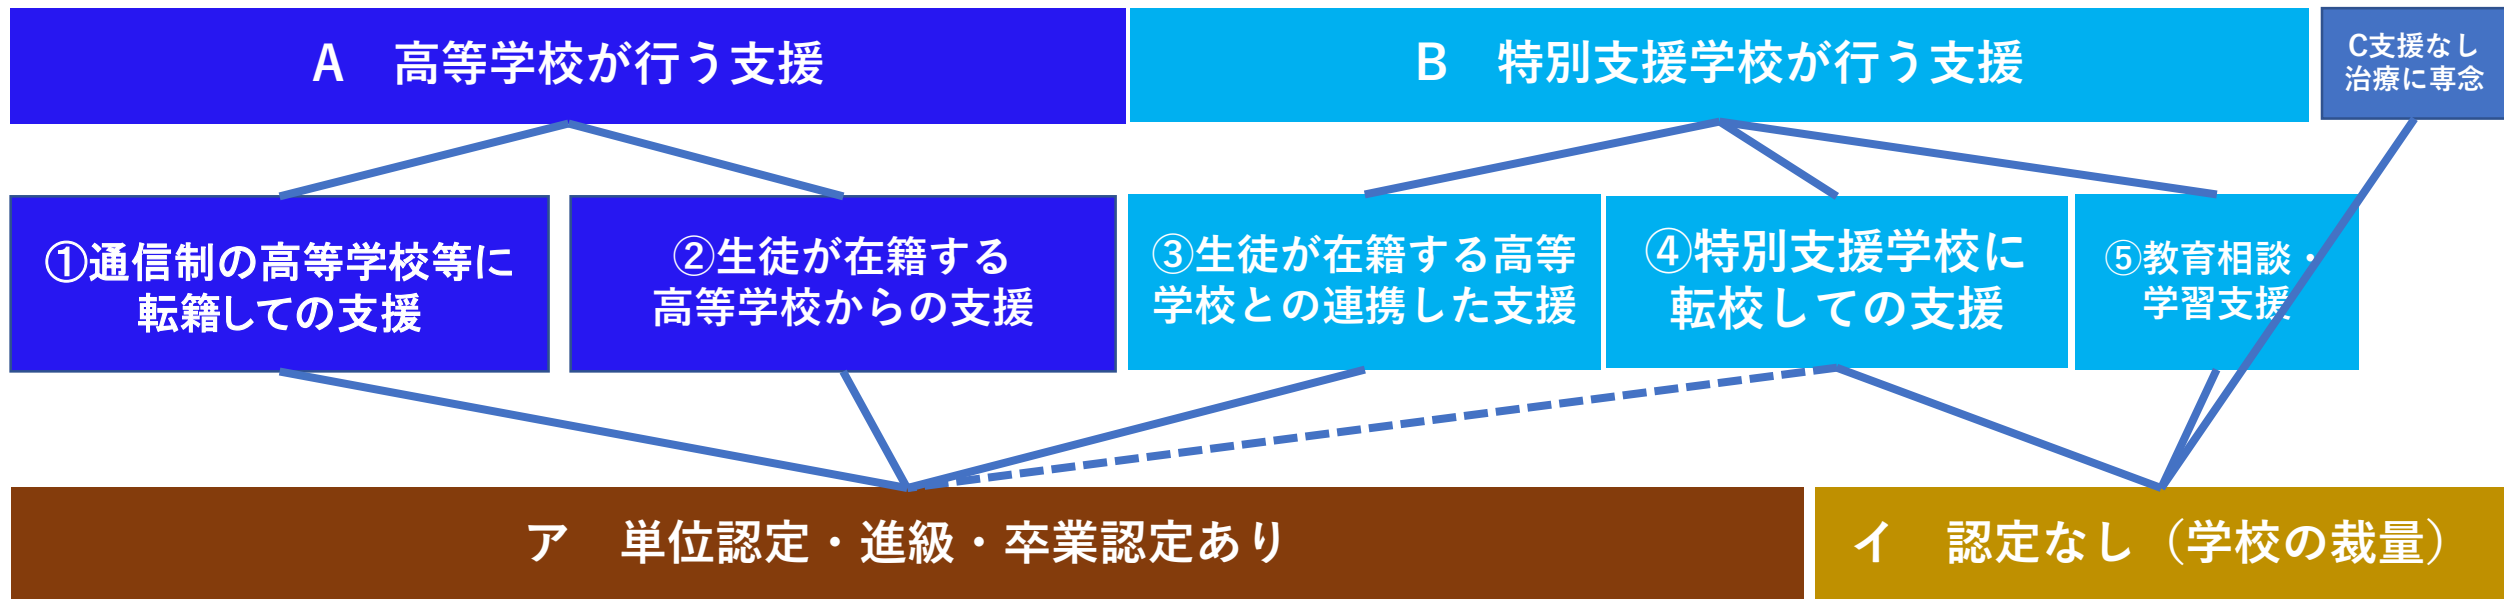 A　高等学校が行う支援
B　特別支援学校が行う支援
C支援なし
治療に専念
①通信制の高等学校等に
転籍しての支援
②生徒が在籍する
高等学校からの支援
③生徒が在籍する高等
学校との連携した支援
④特別支援学校に
転校しての支援
⑤教育相談・
学習支援
ア　単位認定・進級・卒業認定あり
イ　認定なし（学校の裁量）